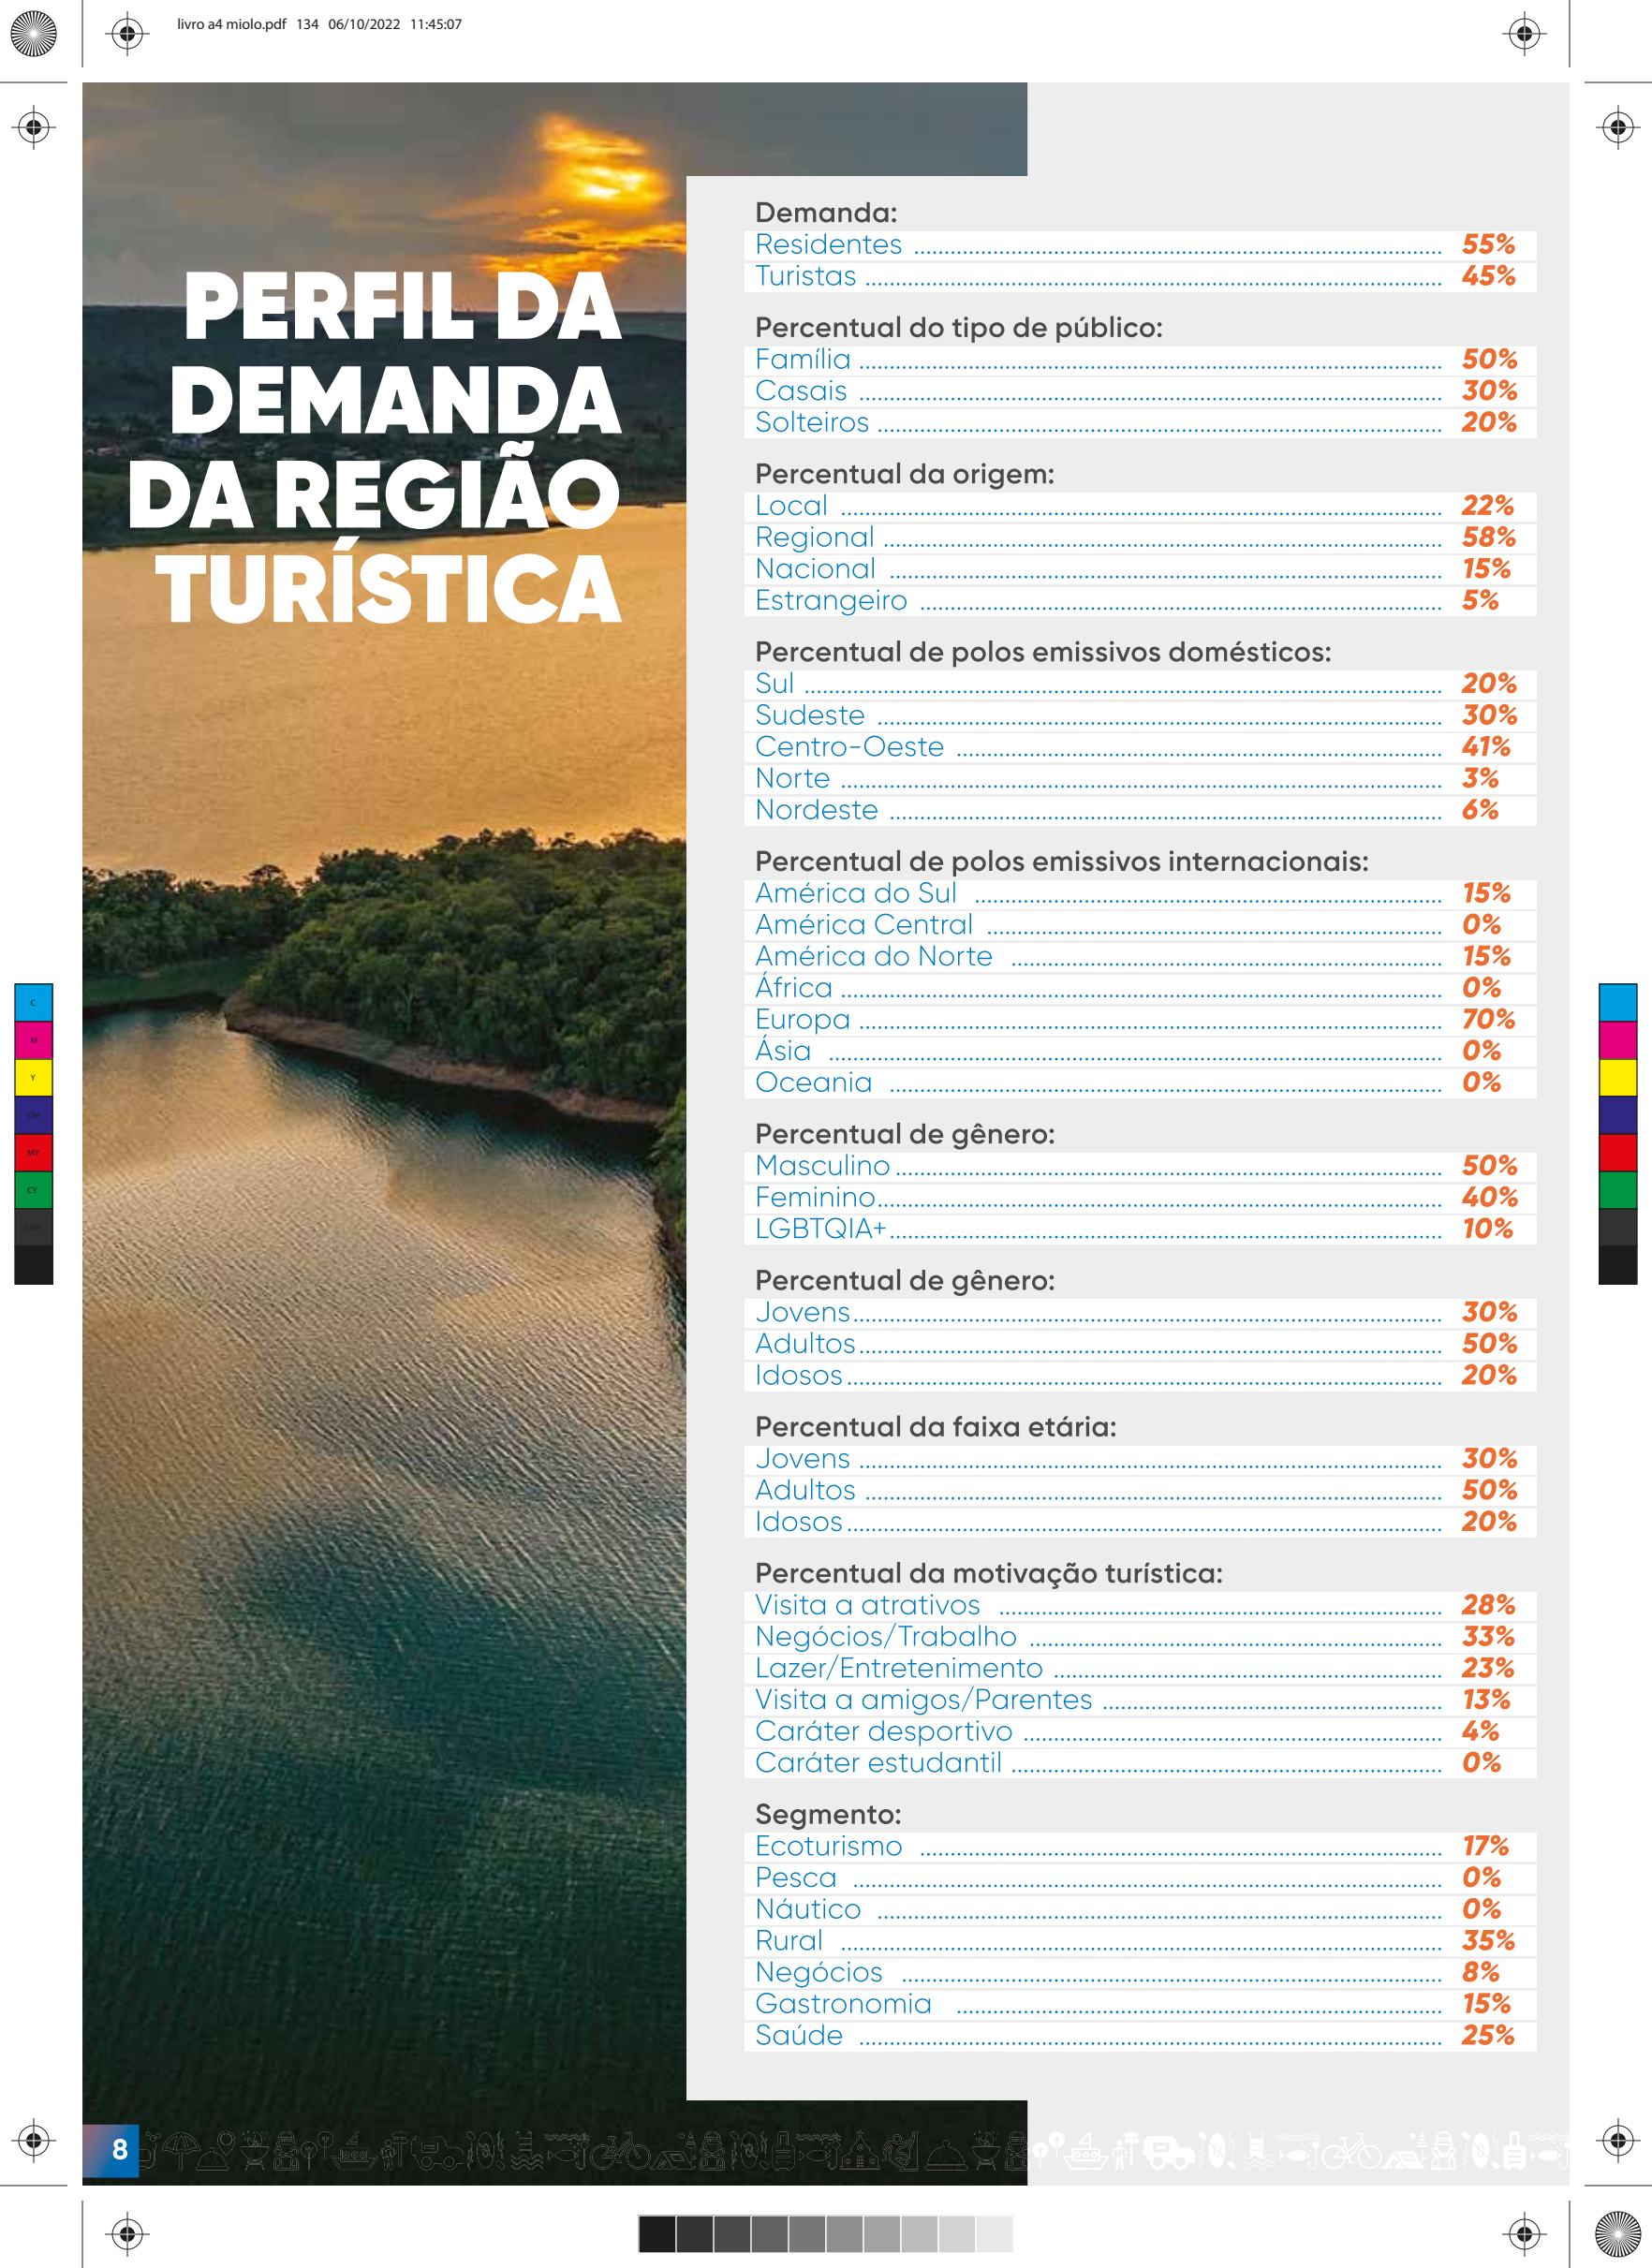 livro a4 miolo.pdf 134 06/10/2022 11:45:07
PERFIL DA
DEMANDA
DA REGIÃO
TURÍSTICA
Demanda:
Residentes ........ 55%
Turistas ........ 45%
Percentual do tipo de público:
Família ........ 50%
Casais ........ 30%
Solteiros ........ 20%
Percentual da origem:
Local ........ 22%
Regional ........ 58%
Nacional ........ 15%
Estrangeiro ........ 5%
Percentual de polos emissivos domésticos:
Sul ........ 20%
Sudeste ........ 30%
Centro-Oeste ........ 41%
Norte ........ 3%
Nordeste ........ 6%
Percentual de polos emissivos internacionais:
América do Sul ........ 15%
América Central ........ 0%
América do Norte ........ 15%
África ........ 0%
Europa ........ 70%
Ásia ........ 0%
Oceania ........ 0%
Percentual de gênero:
Masculino ........ 50%
Feminino ........ 40%
LGBTQIA+ ........ 10%
Percentual de gênero:
Jovens ........ 30%
Adultos ........ 50%
Idosos ........ 20%
Percentual da faixa etária:
Jovens ........ 30%
Adultos ........ 50%
Idosos ........ 20%
Percentual da motivação turística:
Visita a atrativos ........ 28%
Negócios/Trabalho ........ 33%
Lazer/Entretenimento ........ 23%
Visita a amigos/Parentes ........ 13%
Caráter desportivo ........ 4%
Caráter estudantil ........ 0%
Segmento:
Ecoturismo ........ 17%
Pesca ........ 0%
Náutico ........ 0%
Rural ........ 35%
Negócios ........ 8%
Gastronomia ........ 15%
Saúde ........ 25%
C
M
Y
CM
MY
CY
CMY
8